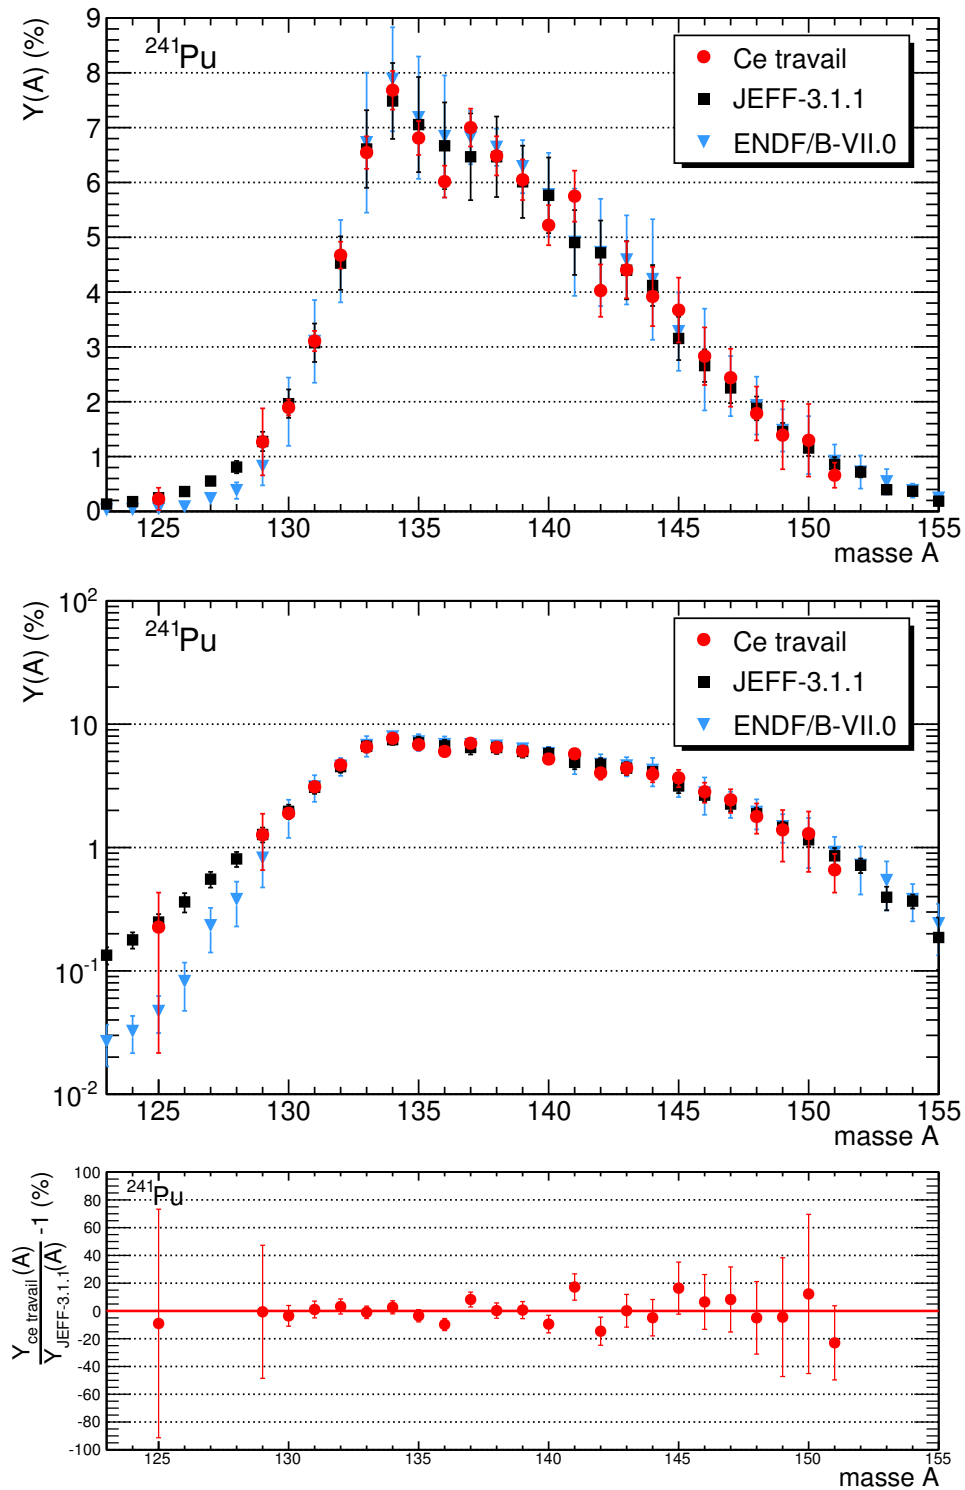 9
8
7
6
5
4
3
2
1
0
Y(A) (%)
²⁴¹Pu
Ce travail
JEFF-3.1.1
ENDF/B-VII.0
125 130 135 140 145 150 155
masse A
10²
10
1
10⁻¹
10⁻²
Y(A) (%)
²⁴¹Pu
Ce travail
JEFF-3.1.1
ENDF/B-VII.0
125 130 135 140 145 150 155
masse A
100
80
60
40
20
0
-20
-40
-60
-80
-100
Y_ce travail(A)
Y_JEFF-3.1.1(A)
-1 (%)
²⁴¹Pu
125 130 135 140 145 150 155
masse A